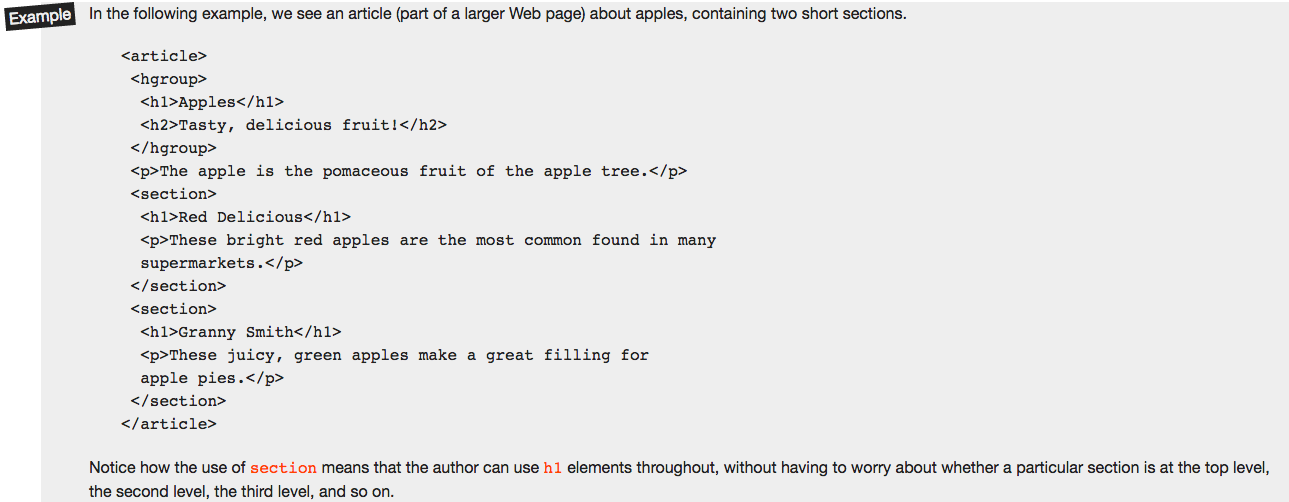 Example
In the following example, we see an article (part of a larger Web page) about apples, containing two short sections.
<article>
<hgroup>
<h1>Apples</h1>
<h2>Tasty, delicious fruit!</h2>
</hgroup>
<p>The apple is the pomaceous fruit of the apple tree.</p>
<section>
<h1>Red Delicious</h1>
<p>These bright red apples are the most common found in many
supermarkets.</p>
</section>
<section>
<h1>Granny Smith</h1>
<p>These juicy, green apples make a great filling for
apple pies.</p>
</section>
</article>
Notice how the use of section means that the author can use h1 elements throughout, without having to worry about whether a particular section is at the top level,
the second level, the third level, and so on.